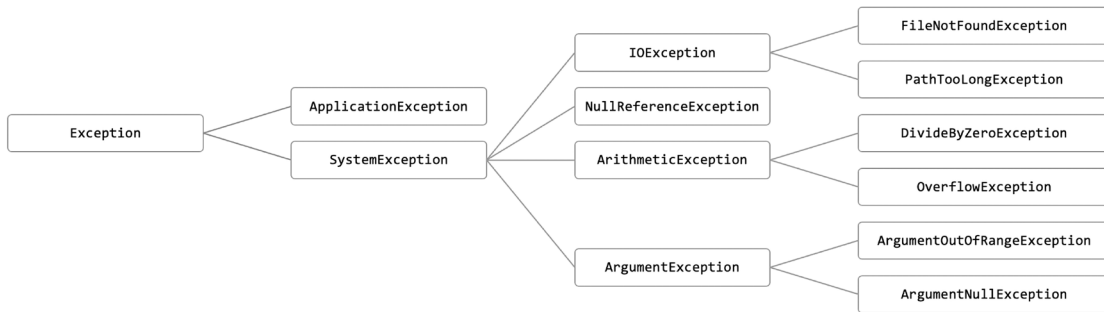 Exception
ApplicationException
SystemException
IOException
NullReferenceException
ArithmeticException
ArgumentException
FileNotFoundException
PathTooLongException
DivideByZeroException
OverflowException
ArgumentOutOfRangeException
ArgumentNullException